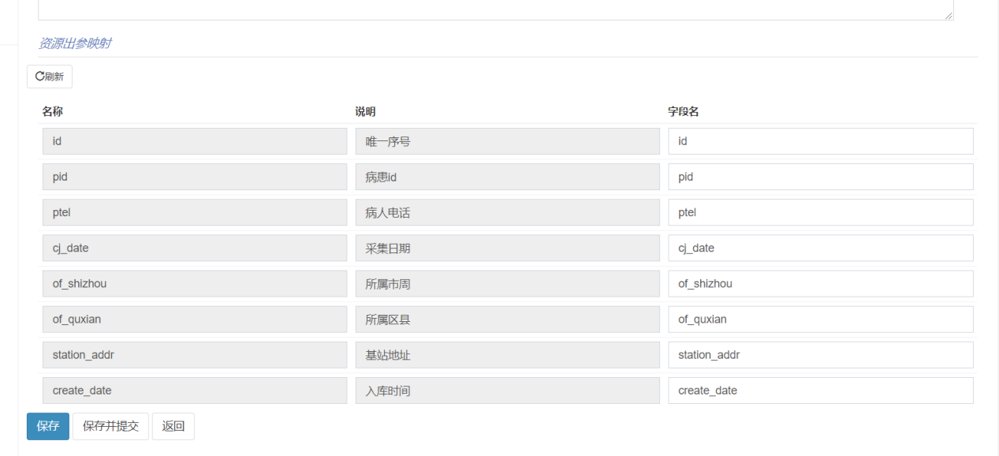 资源出参映射
刷新
名称 说明 字段名
id 唯一序号 id
pid 病患id pid
ptel 病人电话 ptel
cj_date 采集日期 cj_date
of_shizhou 所属市周 of_shizhou
of_quxian 所属区县 of_quxian
station_addr 基站地址 station_addr
create_date 入库时间 create_date
保存 保存并提交 返回